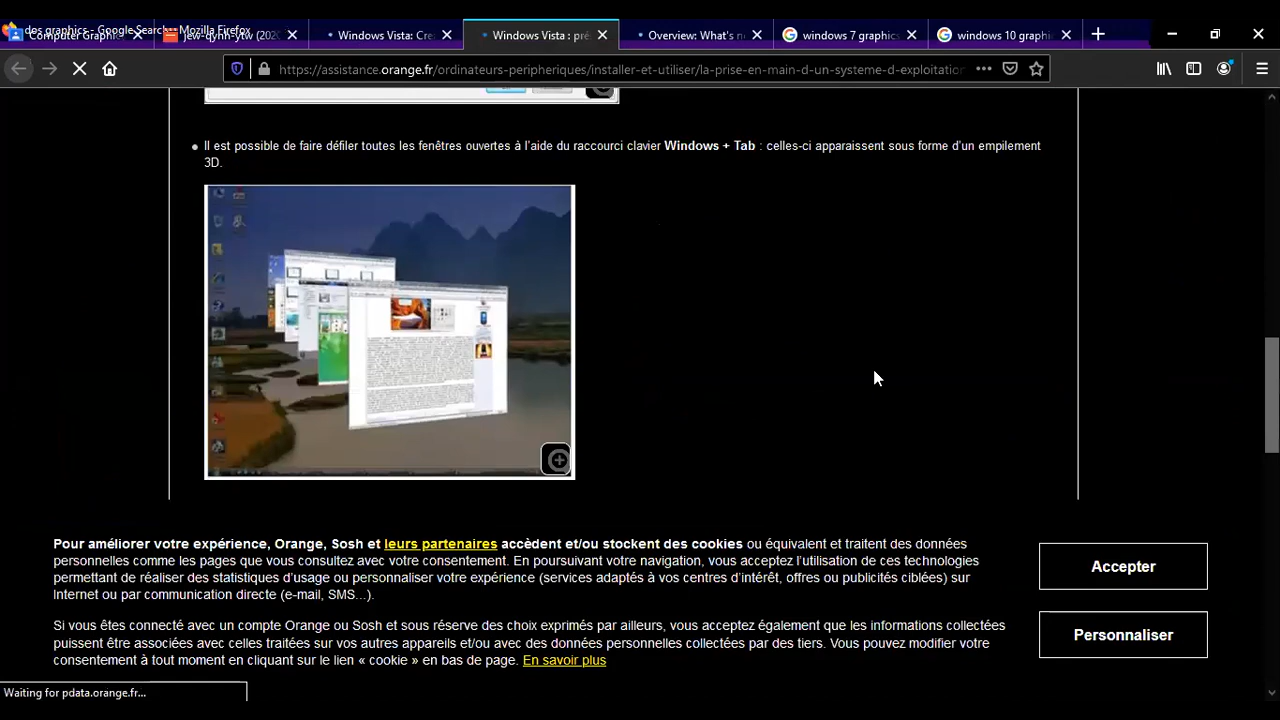 des graphics - Google Search - Mozilla Firefox
Computer Graphic
jew-qynn-ytw (2020
Windows Vista: Cre
Windows Vista : pré
Overview: What's n
windows 7 graphics
windows 10 graphi
https://assistance.orange.fr/ordinateurs-peripheriques/installer-et-utiliser/la-prise-en-main-d-un-systeme-d-exploitation
Il est possible de faire défiler toutes les fenêtres ouvertes à l'aide du raccourci clavier Windows + Tab : celles-ci apparaissent sous forme d'un empilement
3D.
Pour améliorer votre expérience, Orange, Sosh et leurs partenaires accèdent et/ou stockent des cookies ou équivalent et traitent des données
personnelles comme les pages que vous consultez avec votre consentement. En poursuivant votre navigation, vous acceptez l'utilisation de ces technologies
permettant de réaliser des statistiques d'usage ou personnaliser votre expérience (services adaptés à vos centres d'intérêt, offres ou publicités ciblées) sur
Internet ou par communication directe (e-mail, SMS...).
Accepter
Si vous êtes connecté avec un compte Orange ou Sosh et sous réserve des choix exprimés par ailleurs, vous acceptez également que les informations collectées
puissent être associées avec celles traitées sur vos autres appareils et/ou avec des données personnelles collectées par des tiers. Vous pouvez modifier votre
consentement à tout moment en cliquant sur le lien « cookie » en bas de page. En savoir plus
Personnaliser
Waiting for pdata.orange.fr...